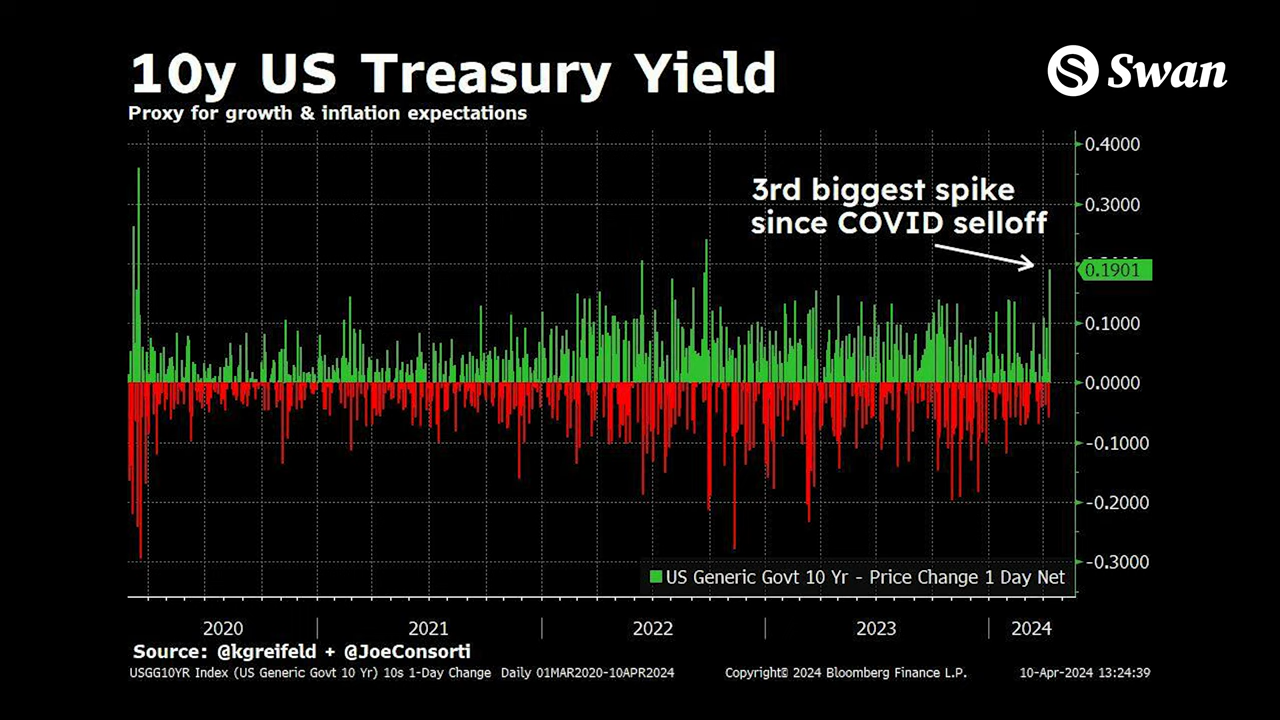 10y US Treasury Yield
Swan
Proxy for growth & inflation expectations
0.4000
3rd biggest spike
since COVID selloff
0.3000
0.1901
0.1000
0.0000
-0.1000
-0.2000
-0.3000
US Generic Govt 10 Yr - Price Change 1 Day Net
2020 2021 2022 2023 2024
Source: @kgreifeld + @JoeConsorti
USGG10YR Index (US Generic Govt 10 Yr) 10s 1-Day Change Daily 01MAR2020-10APR2024 Copyright© 2024 Bloomberg Finance L.P. 10-Apr-2024 13:24:39